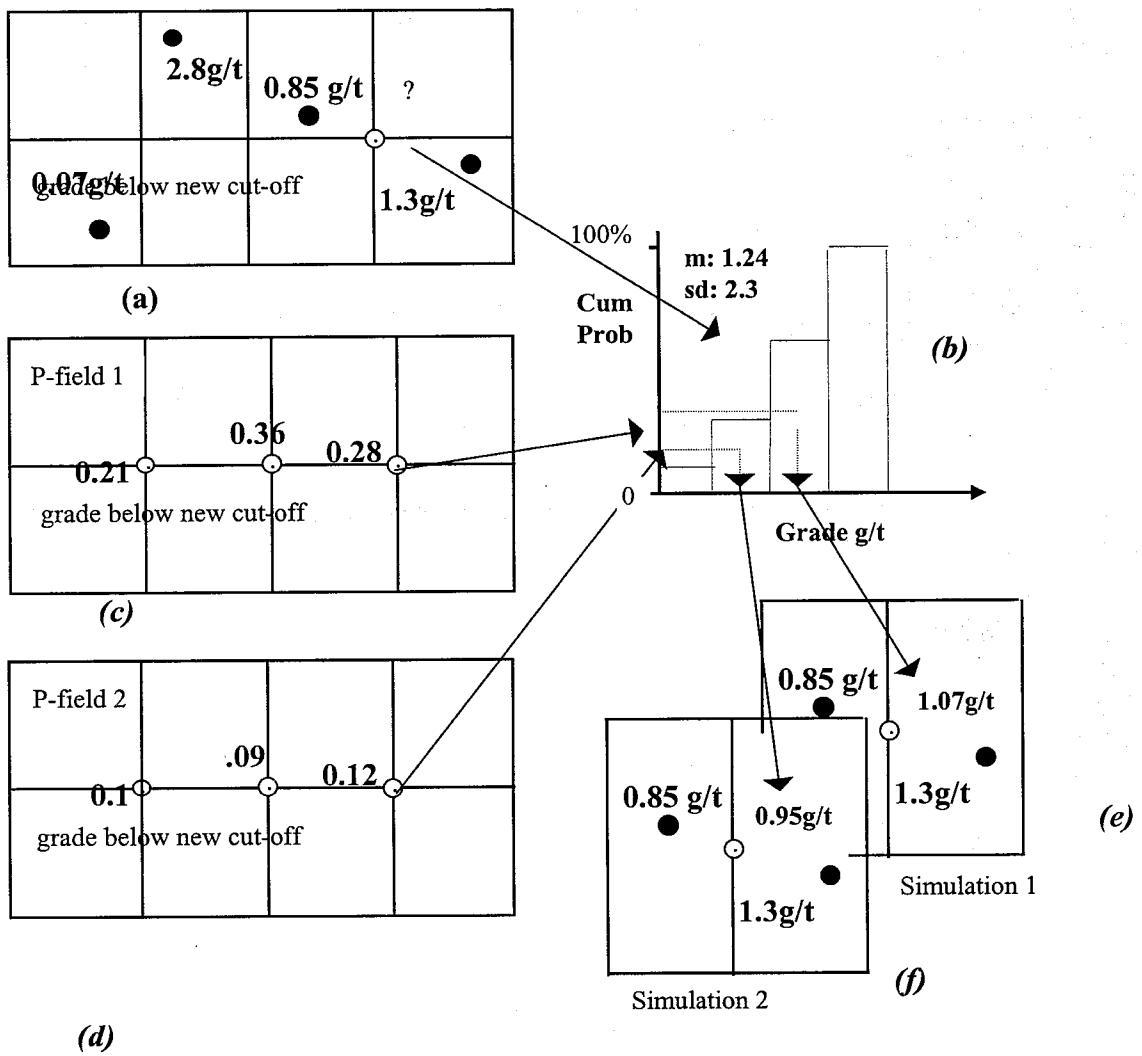 2.8g/t
0.85 g/t
?
0.07g/t
grade below new cut-off
1.3g/t
(a)
100%
m: 1.24
sd: 2.3
Cum
Prob
(b)
0
Grade g/t
P-field 1
0.36
0.28
0.21
grade below new cut-off
(c)
P-field 2
.09
0.12
0.1
grade below new cut-off
(d)
0.85 g/t
1.07g/t
1.3g/t
(e)
Simulation 1
0.85 g/t
0.95g/t
1.3g/t
(f)
Simulation 2